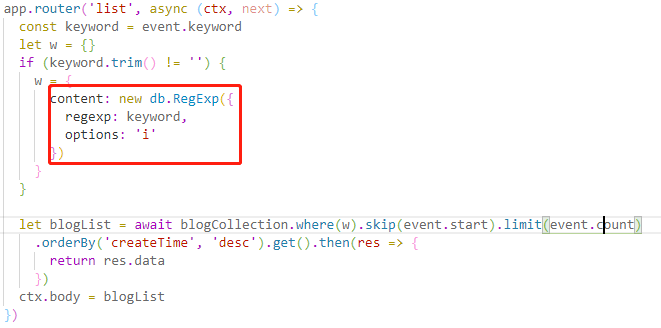 app.router('list', async (ctx, next) => {
  const keyword = event.keyword
  let w = {}
  if (keyword.trim() != '') {
    w = {
      content: new db.RegExp({
        regexp: keyword,
        options: 'i'
      })
    }
  }

  let blogList = await blogCollection.where(w).skip(event.start).limit(event.count)
    .orderBy('createTime', 'desc').get().then(res => {
      return res.data
    })
  ctx.body = blogList
})